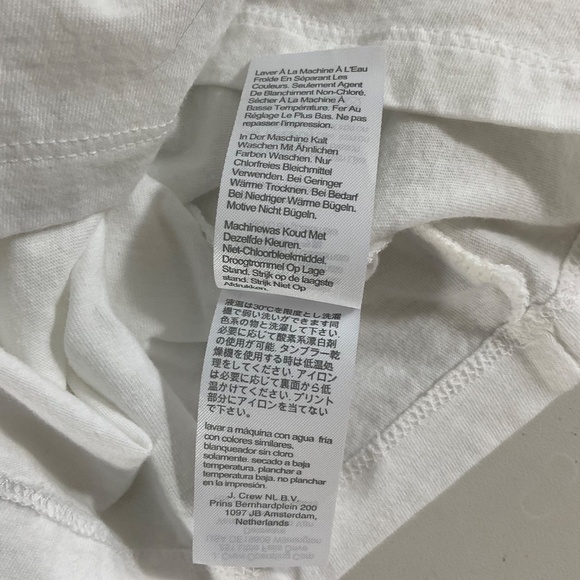 Laver À La Machine À L'Eau
Froide En Séparant Les
Couleurs. Seulement Agent
De Blanchiment Non-Chloré.
Sécher À La Machine À
Basse Température. Fer Au
Réglage Le Plus Bas. Ne pas
repasser l'impression.
In Der Maschine Kalt
Waschen Mit Ähnlichen
Farben Waschen. Nur
Chlorfreies Bleichmittel
Verwenden. Bei Geringer
Wärme Trocknen. Bei Bedarf
Bei Niedriger Wärme Bügeln.
Motive Nicht Bügeln.
Machinewas Koud Met
Dezelfde Kleuren.
Niet-Chloorbleekmiddel.
Droogtrommel Op Lage
Stand. Strijk op de laagste
stand. Strijk Niet Op
Afdrukken.
液温は30℃を限度とし洗濯
機で弱い洗いができます同
色系の物と洗濯して下さい
必要に応じて酸素系漂白剤
の使用が可能. タンブラー乾
燥機を使用する時は低温処
理をしてください. アイロン
は必要に応じて裏面から低
温かけてください. プリント
部分にアイロンを当てない
で下さい.
lavar a máquina con agua fría
con colores similares.
blanqueador sin cloro
solamente. secado a baja
temperatura. planchar a
temperatura baja. no planchar
en la impresión.
J. Crew NL B.V.
Prins Bernhardplein 200
1097 JB Amsterdam,
Netherlands